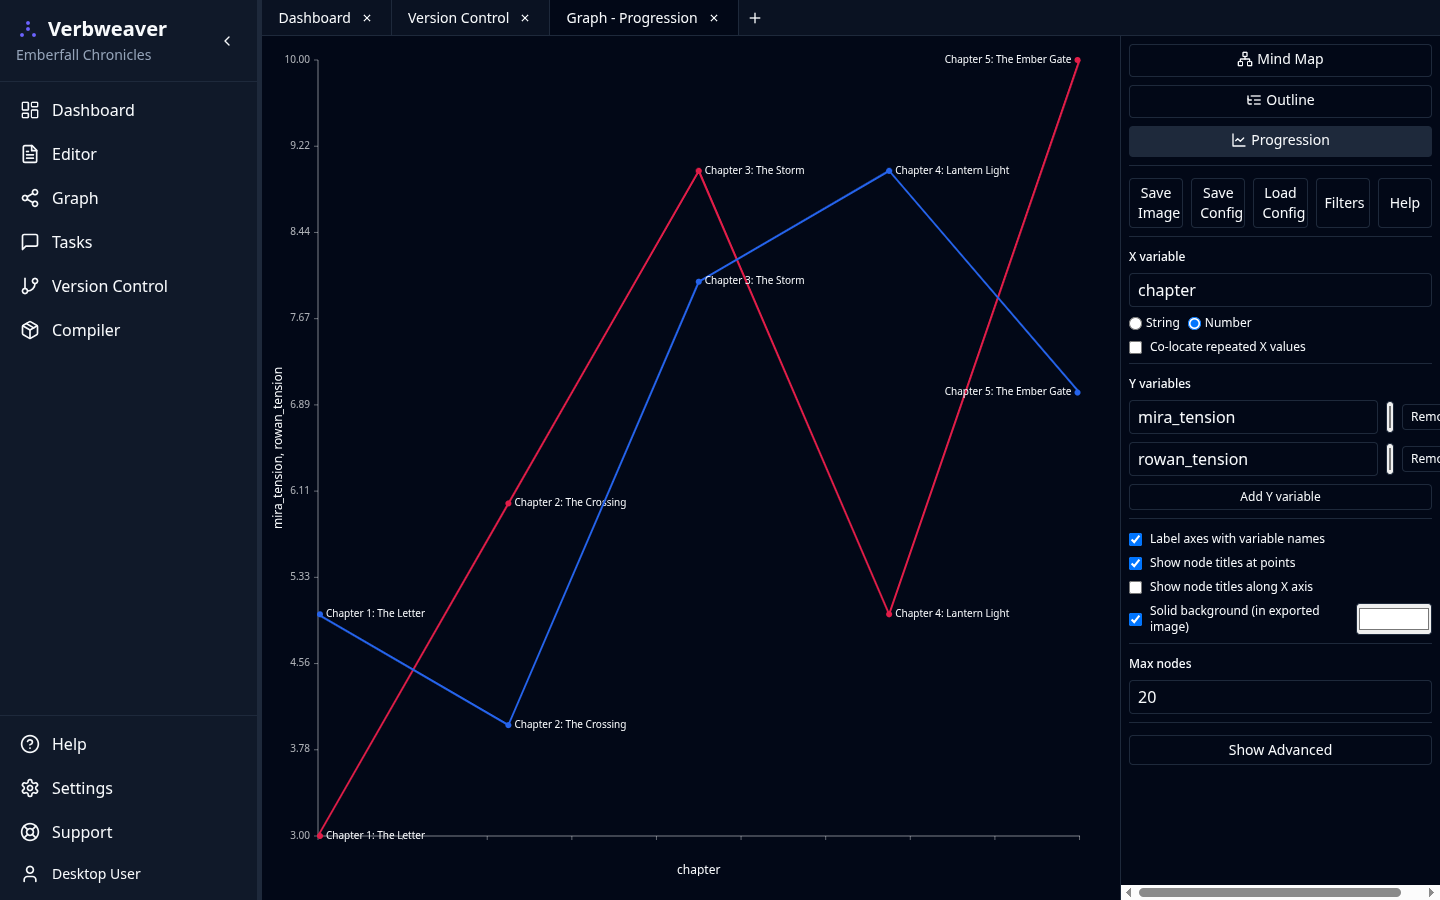 Verbweaver
Emberfall Chronicles
Dashboard
Editor
Graph
Tasks
Version Control
Compiler
Help
Settings
Support
Desktop User
Dashboard × Version Control × Graph - Progression × +
10.00
9.22
8.44
7.67
6.89
6.11
5.33
4.56
3.78
3.00
mira_tension, rowan_tension
chapter
Chapter 5: The Ember Gate
Chapter 3: The Storm
Chapter 4: Lantern Light
Chapter 3: The Storm
Chapter 5: The Ember Gate
Chapter 2: The Crossing
Chapter 1: The Letter
Chapter 4: Lantern Light
Chapter 2: The Crossing
Chapter 1: The Letter
Mind Map
Outline
Progression
Save Image
Save Config
Load Config
Filters
Help
X variable
chapter
String Number
Co-locate repeated X values
Y variables
mira_tension Remo
rowan_tension Remo
Add Y variable
Label axes with variable names
Show node titles at points
Show node titles along X axis
Solid background (in exported
image)
Max nodes
20
Show Advanced